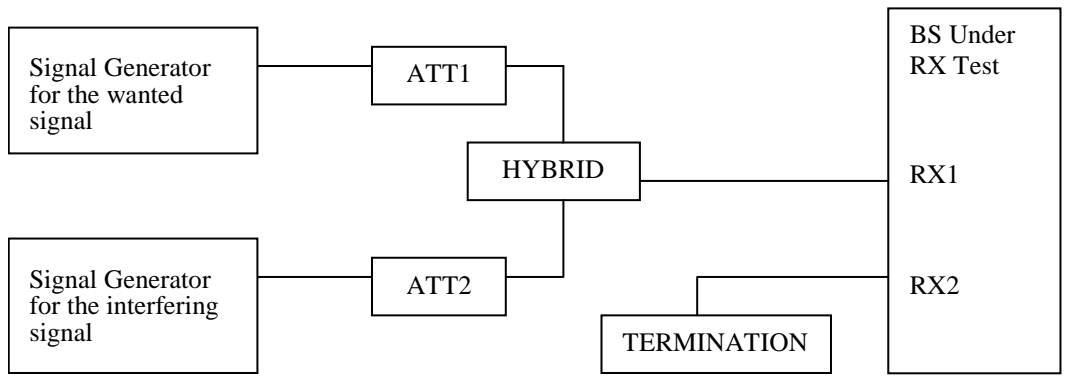 Signal Generator
for the wanted
signal
ATT1
HYBRID
Signal Generator
for the interfering
signal
ATT2
TERMINATION
BS Under
RX Test
RX1
RX2